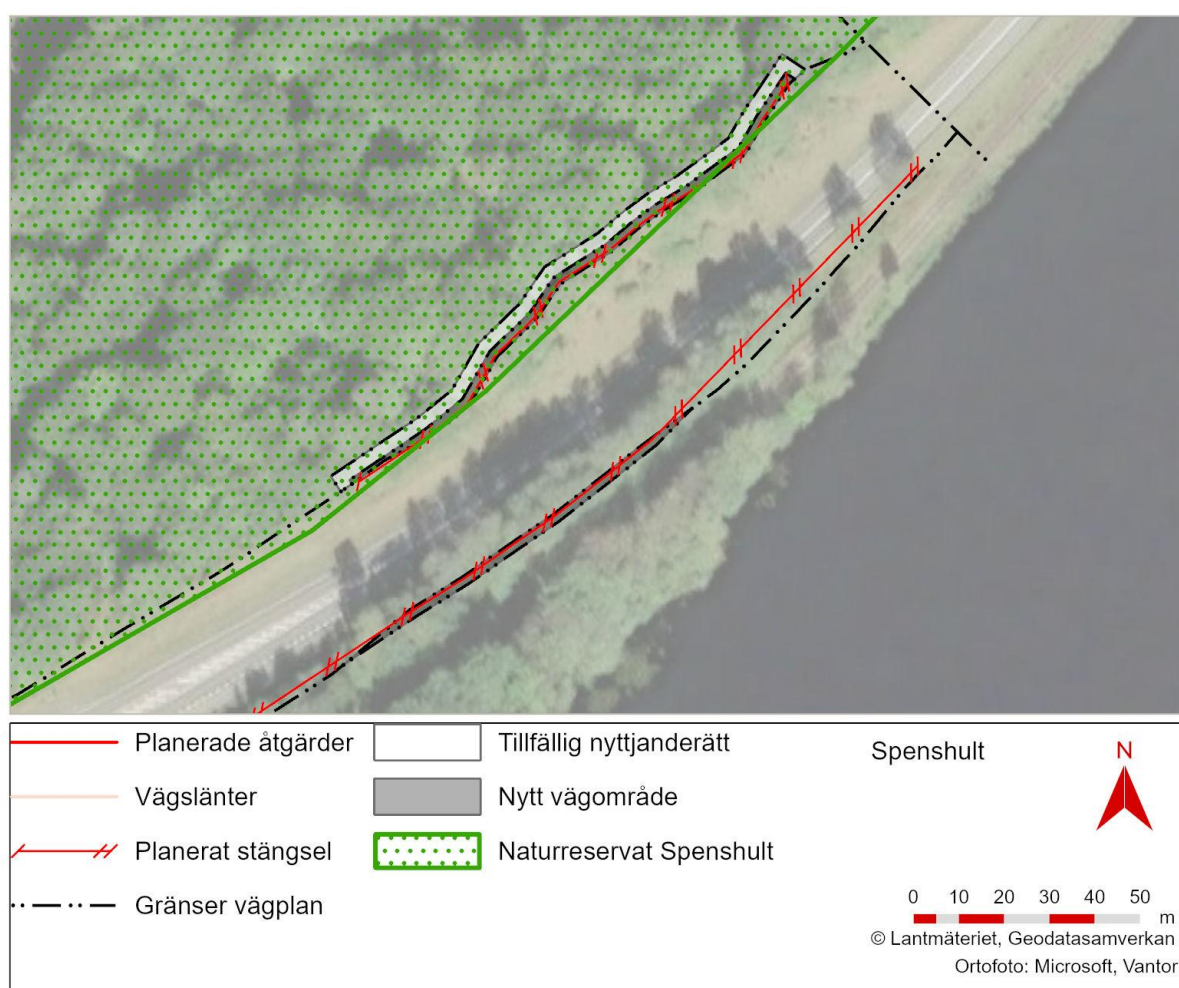 Planerade åtgärder
Vägslänter
Planerat stängsel
Gränser vägplan
Tillfällig nyttjanderätt
Nytt vägområde
Naturreservat Spenshult
Spenshult
N
0 10 20 30 40 50
m
© Lantmäteriet, Geodatasamverkan
Ortofoto: Microsoft, Vantor